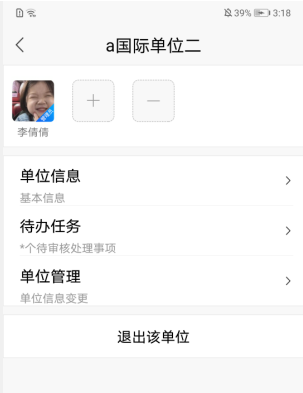 39% 3:18
a国际单位二
李倩倩
单位信息
基本信息
待办任务
*个待审核处理事项
单位管理
单位信息变更
退出该单位